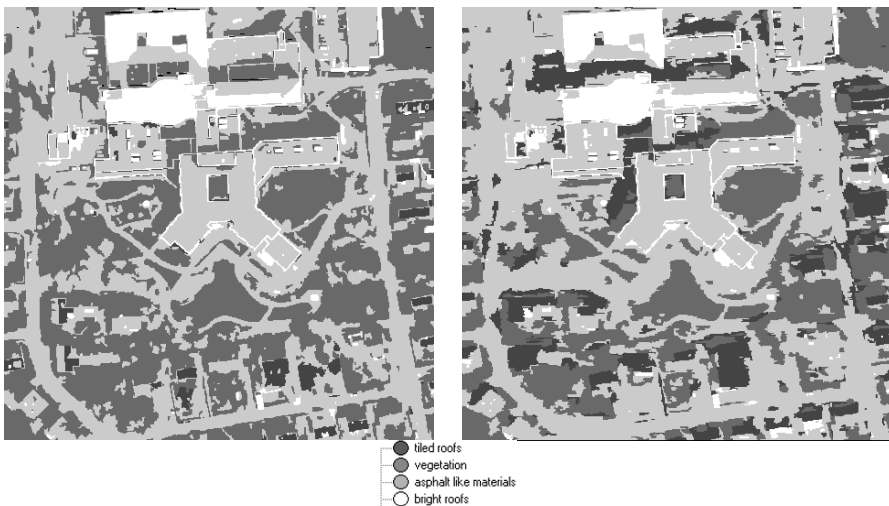 tiled roofs
vegetation
asphalt like materials
bright roofs